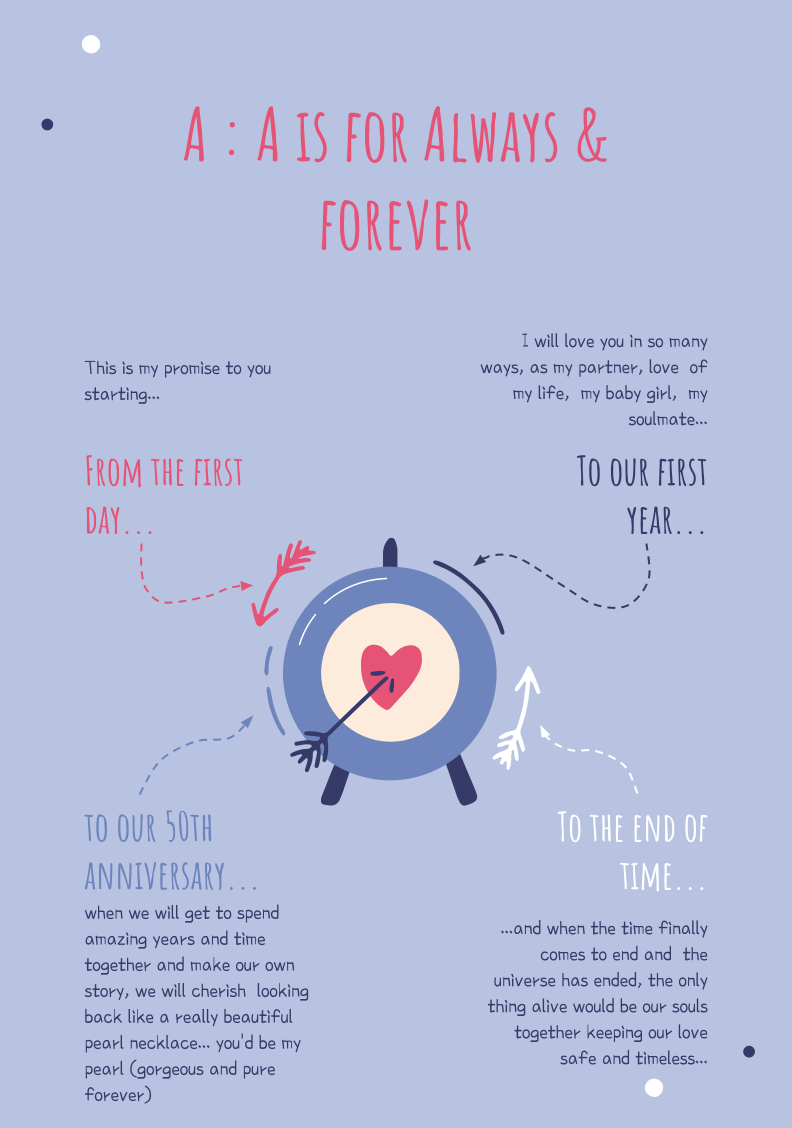 A : A is for Always &
forever
This is my promise to you
starting...
From the first
day...
I will love you in so many
ways, as my partner, love of
my life, my baby girl, my
soulmate...
To our first
year...
to our 50th
anniversary...
when we will get to spend
amazing years and time
together and make our own
story, we will cherish looking
back like a really beautiful
pearl necklace... you'd be my
pearl (gorgeous and pure
forever)
To the end of
time...
...and when the time finally
comes to end and the
universe has ended, the only
thing alive would be our souls
together keeping our love
safe and timeless...